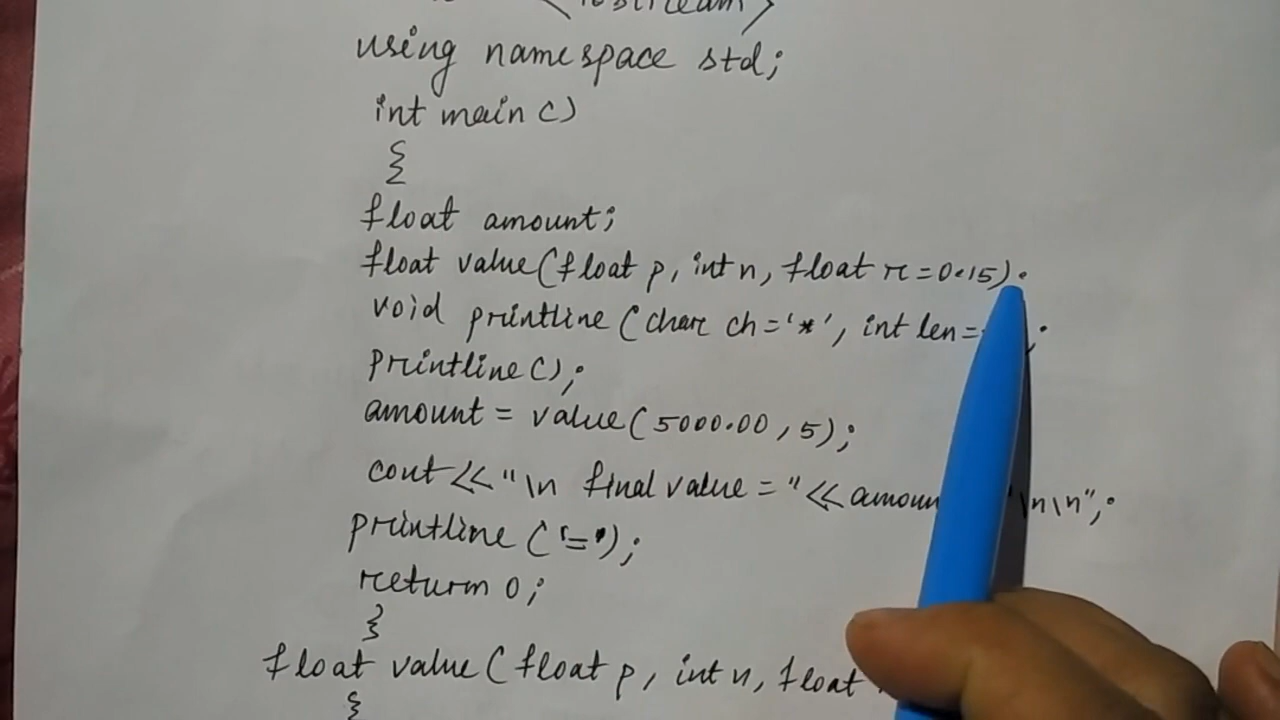 <iostream>
using namespace std;
int main()
{
float amount;
float value(float p, int n, float r=0.15);
void printline (char ch='*', int len=
printline();
amount = value(5000.00, 5);
cout<<"\n final value = "<<amoun \n\n";
printline ('=');
return 0;
}
float value (float p, int n, float
{